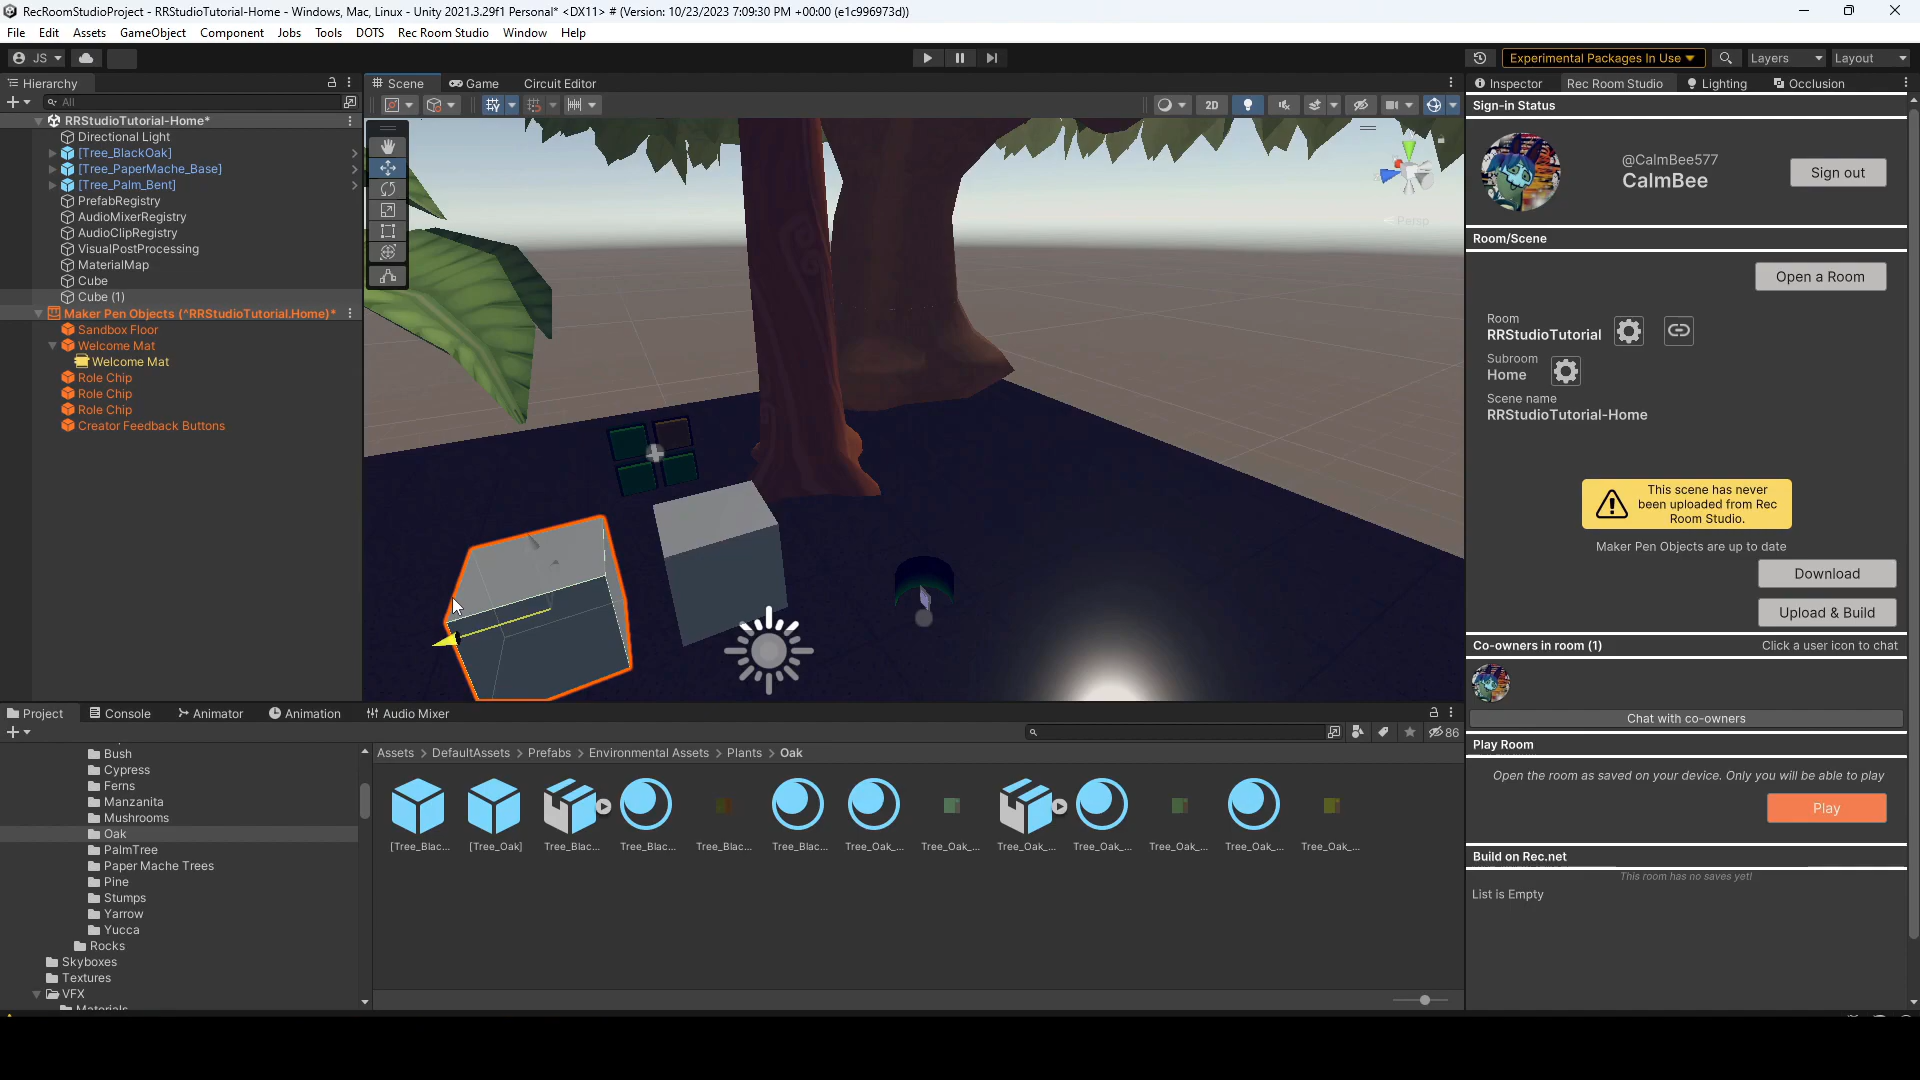 RecRoomStudioProject - RRStudioTutorial-Home - Windows, Mac, Linux - Unity 2021.3.29f1 Personal* <DX11> # (Version: 10/23/2023 7:09:30 PM +00:00 (e1c996973d))
File Edit Assets GameObject Component Jobs Tools DOTS Rec Room Studio Window Help
JS Experimental Packages In Use Layers Layout
Hierarchy
All
RRStudioTutorial-Home*
Directional Light
[Tree_BlackOak]
[Tree_PaperMache_Base]
[Tree_Palm_Bent]
PrefabRegistry
AudioMixerRegistry
AudioClipRegistry
VisualPostProcessing
MaterialMap
Cube
Cube (1)
Maker Pen Objects (^RRStudioTutorial.Home)*
Sandbox Floor
Welcome Mat
Welcome Mat
Role Chip
Role Chip
Role Chip
Creator Feedback Buttons
Scene Game Circuit Editor
2D
Persp
Inspector Rec Room Studio Lighting Occlusion
Sign-in Status
@CalmBee577
CalmBee
Sign out
Room/Scene
Open a Room
Room
RRStudioTutorial
Subroom
Home
Scene name
RRStudioTutorial-Home
This scene has never
been uploaded from Rec
Room Studio.
Maker Pen Objects are up to date
Download
Upload & Build
Co-owners in room (1) Click a user icon to chat
Chat with co-owners
Play Room
Open the room as saved on your device. Only you will be able to play
Play
Build on Rec.net
This room has no saves yet!
List is Empty
Project Console Animator Animation Audio Mixer
86
Bush
Cypress
Ferns
Manzanita
Mushrooms
Oak
PalmTree
Paper Mache Trees
Pine
Stumps
Yarrow
Yucca
Rocks
Skyboxes
Textures
VFX
Materials
Assets > DefaultAssets > Prefabs > Environmental Assets > Plants > Oak
[Tree_Blac... [Tree_Oak] Tree_Blac... Tree_Blac... Tree_Blac... Tree_Blac... Tree_Oak_... Tree_Oak_... Tree_Oak_... Tree_Oak_... Tree_Oak_... Tree_Oak_... Tree_Oak_...